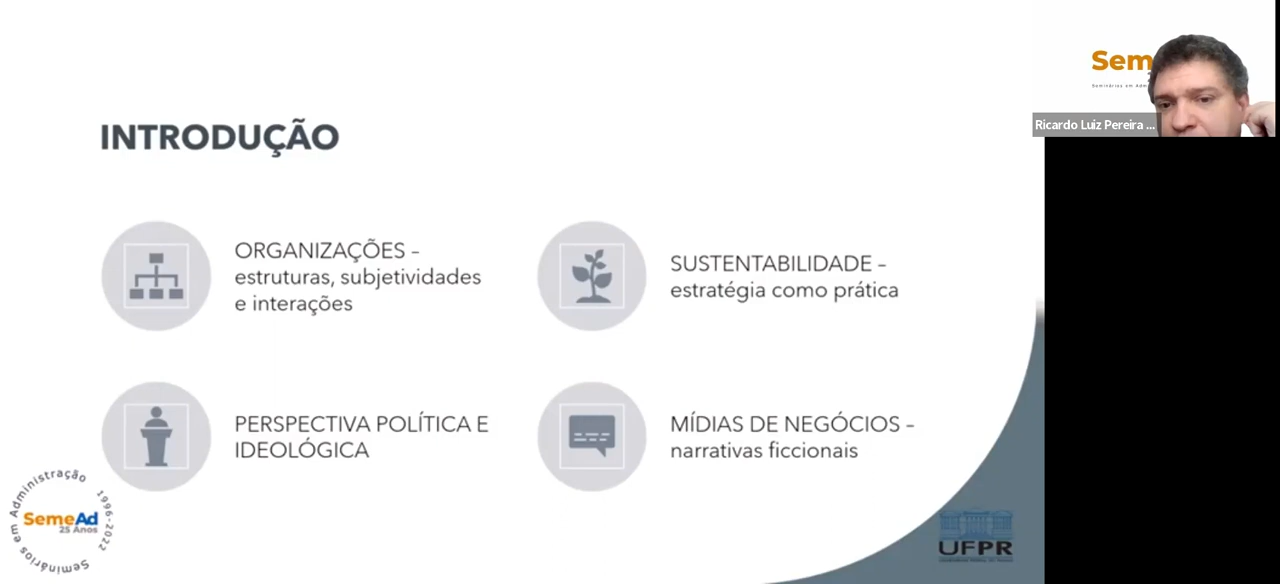 Sem
Ricardo Luiz Pereira ...
INTRODUÇÃO
ORGANIZAÇÕES –
estruturas, subjetividades
e interações
SUSTENTABILIDADE –
estratégia como prática
PERSPECTIVA POLÍTICA E
IDEOLÓGICA
MÍDIAS DE NEGÓCIOS –
narrativas ficcionais
Seminários em Administração 1996-2022
SemeAd
25 Anos
UFPR